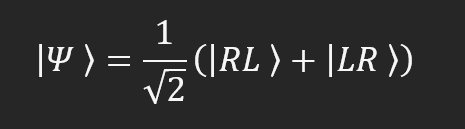 |Ψ⟩ = 1/√2 (|RL⟩ + |LR⟩)